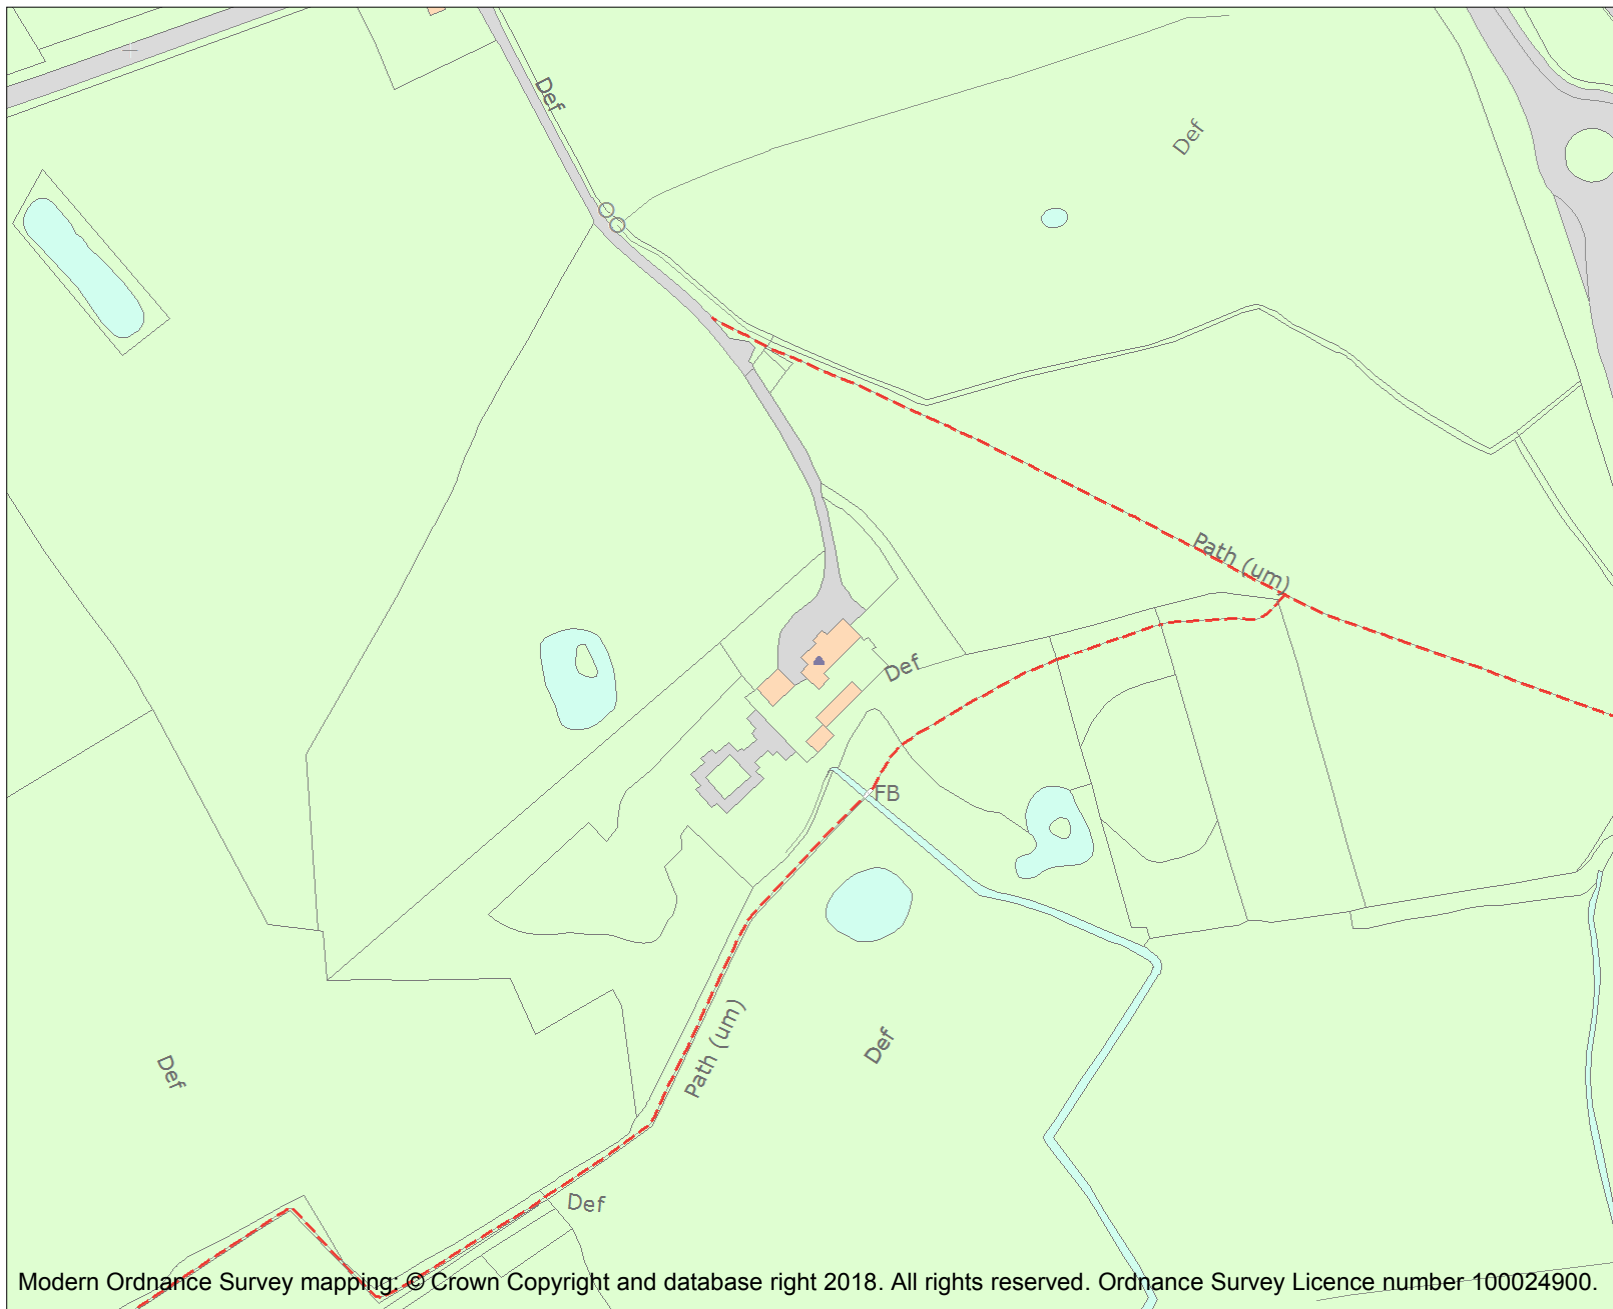 Def
Def
Path (um)
Def
FB
Path (um)
Def
Def
Def
Modern Ordnance Survey mapping: © Crown Copyright and database right 2018. All rights reserved. Ordnance Survey Licence number 100024900.